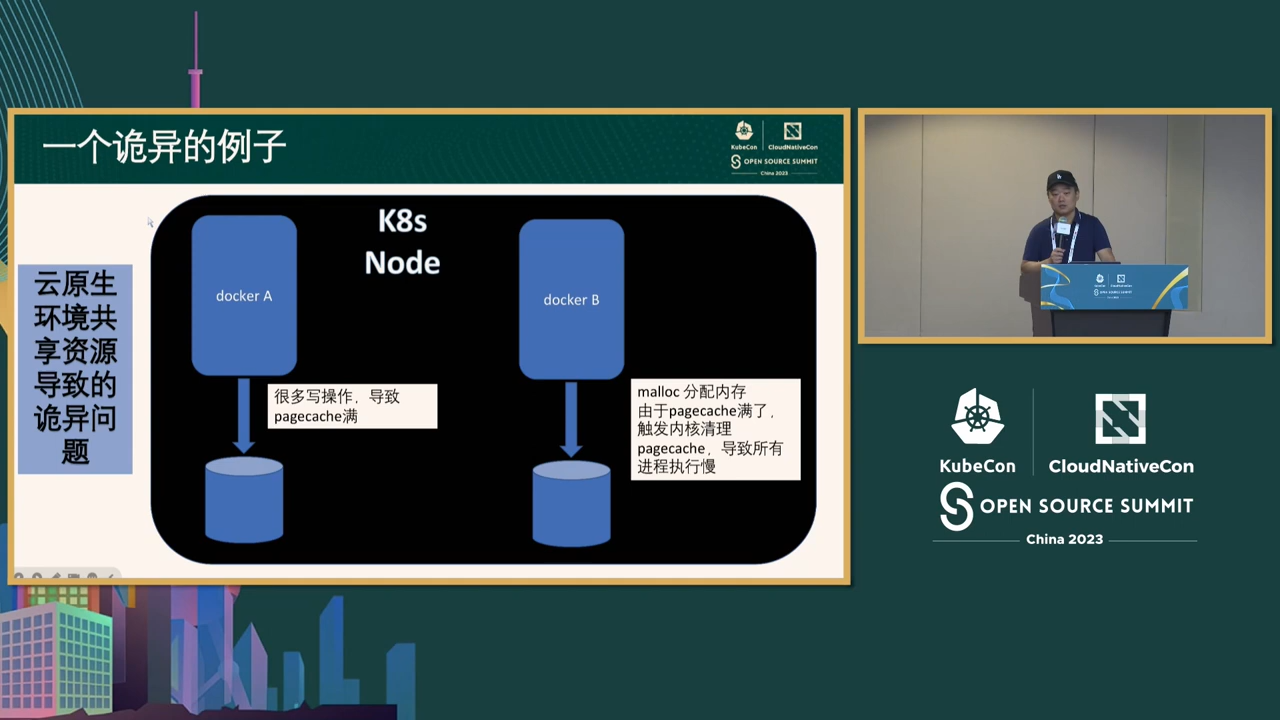 一个诡异的例子
KubeCon
CloudNativeCon
OPEN SOURCE SUMMIT
China 2023
云原生
环境共
享资源
导致的
诡异问
题
K8s
Node
docker A
很多写操作，导致
pagecache满
docker B
malloc 分配内存
由于pagecache满了，
触发内核清理
pagecache，导致所有
进程执行慢
KubeCon
CloudNativeCon
OPEN SOURCE SUMMIT
China 2023